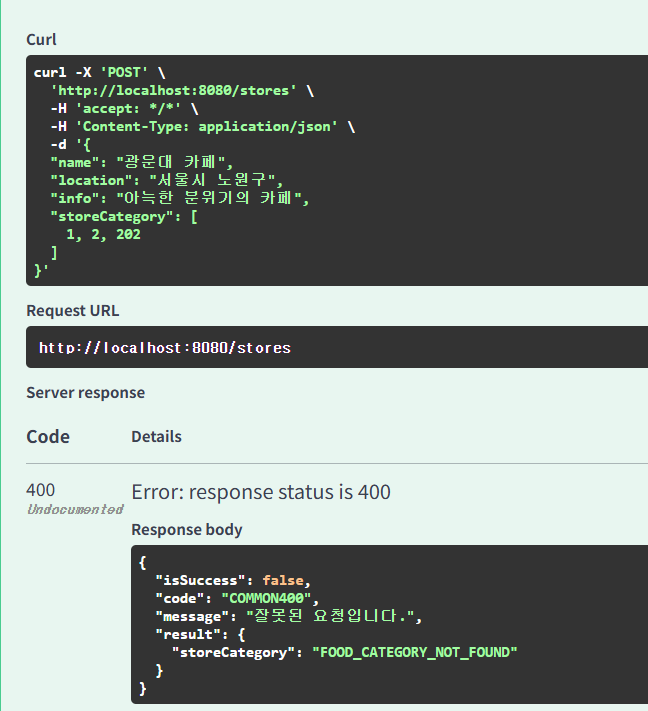 Curl
curl -X 'POST' \
  'http://localhost:8080/stores' \
  -H 'accept: */*' \
  -H 'Content-Type: application/json' \
  -d '{
  "name": "광운대 카페",
  "location": "서울시 노원구",
  "info": "아늑한 분위기의 카페",
  "storeCategory": [
    1, 2, 202
  ]
}'
Request URL
http://localhost:8080/stores
Server response
Code Details
400 Error: response status is 400
Undocumented
Response body
{
  "isSuccess": false,
  "code": "COMMON400",
  "message": "잘못된 요청입니다.",
  "result": {
    "storeCategory": "FOOD_CATEGORY_NOT_FOUND"
  }
}